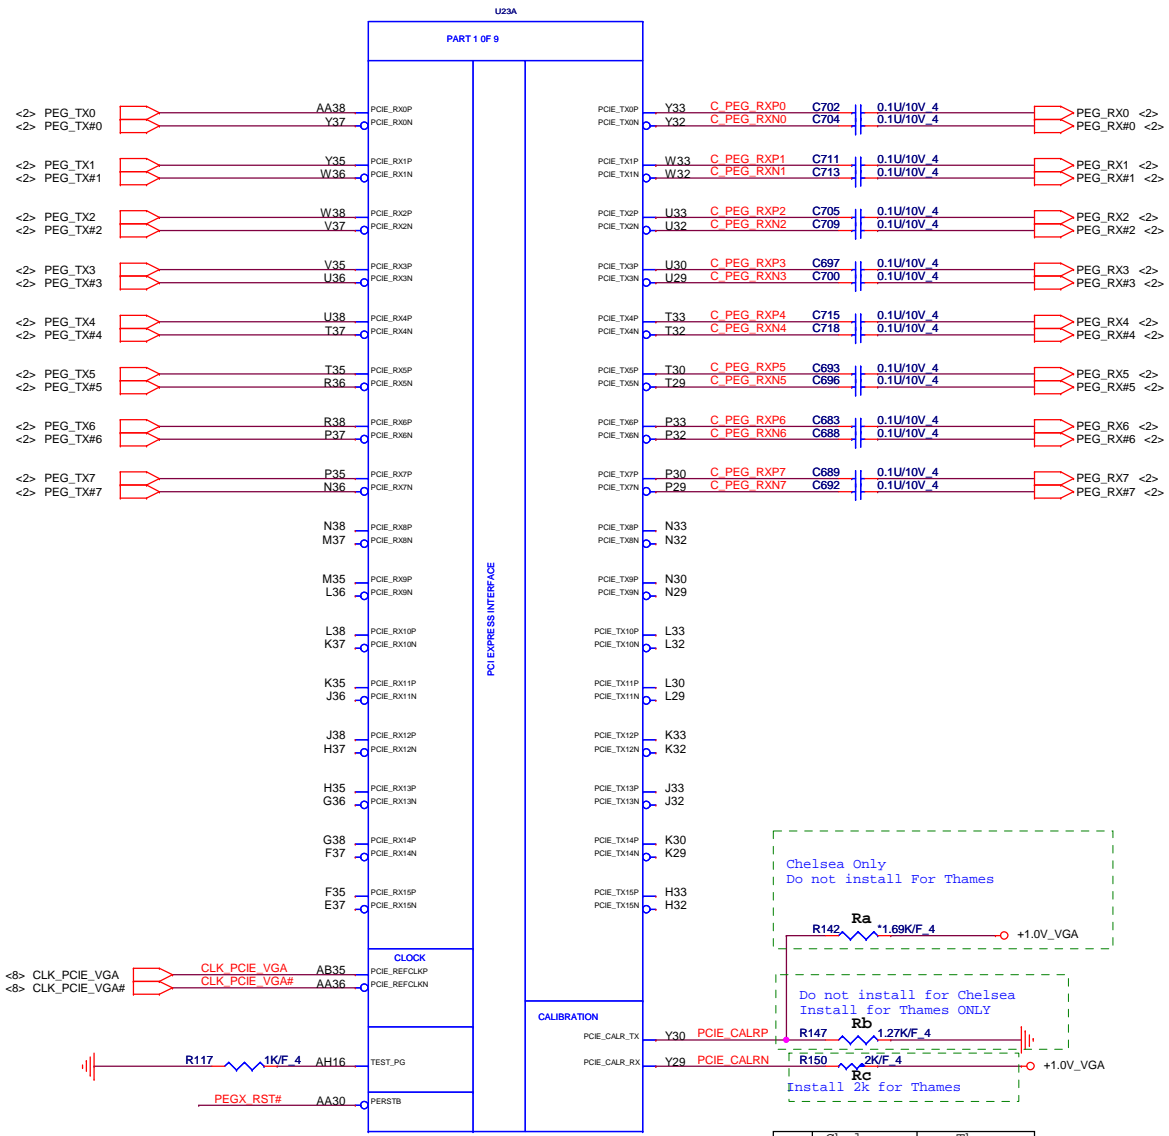 U23A
PART 1 0F 9
<2> PEG_TX0 AA38 PCIE_RX0P PCIE_TX0P Y33 C_PEG_RXP0 C702 0.1U/10V_4 PEG_RX0 <2>
<2> PEG_TX#0 Y37 PCIE_RX0N PCIE_TX0N Y32 C_PEG_RXN0 C704 0.1U/10V_4 PEG_RX#0 <2>
<2> PEG_TX1 Y35 PCIE_RX1P PCIE_TX1P W33 C_PEG_RXP1 C711 0.1U/10V_4 PEG_RX1 <2>
<2> PEG_TX#1 W36 PCIE_RX1N PCIE_TX1N W32 C_PEG_RXN1 C713 0.1U/10V_4 PEG_RX#1 <2>
<2> PEG_TX2 W38 PCIE_RX2P PCIE_TX2P U33 C_PEG_RXP2 C705 0.1U/10V_4 PEG_RX2 <2>
<2> PEG_TX#2 V37 PCIE_RX2N PCIE_TX2N U32 C_PEG_RXN2 C709 0.1U/10V_4 PEG_RX#2 <2>
<2> PEG_TX3 V35 PCIE_RX3P PCIE_TX3P U30 C_PEG_RXP3 C697 0.1U/10V_4 PEG_RX3 <2>
<2> PEG_TX#3 U36 PCIE_RX3N PCIE_TX3N U29 C_PEG_RXN3 C700 0.1U/10V_4 PEG_RX#3 <2>
<2> PEG_TX4 U38 PCIE_RX4P PCIE_TX4P T33 C_PEG_RXP4 C715 0.1U/10V_4 PEG_RX4 <2>
<2> PEG_TX#4 T37 PCIE_RX4N PCIE_TX4N T32 C_PEG_RXN4 C718 0.1U/10V_4 PEG_RX#4 <2>
<2> PEG_TX5 T35 PCIE_RX5P PCIE_TX5P T30 C_PEG_RXP5 C693 0.1U/10V_4 PEG_RX5 <2>
<2> PEG_TX#5 R36 PCIE_RX5N PCIE_TX5N T29 C_PEG_RXN5 C696 0.1U/10V_4 PEG_RX#5 <2>
<2> PEG_TX6 R38 PCIE_RX6P PCIE_TX6P P33 C_PEG_RXP6 C683 0.1U/10V_4 PEG_RX6 <2>
<2> PEG_TX#6 P37 PCIE_RX6N PCIE_TX6N P32 C_PEG_RXN6 C688 0.1U/10V_4 PEG_RX#6 <2>
<2> PEG_TX7 P35 PCIE_RX7P PCIE_TX7P P30 C_PEG_RXP7 C689 0.1U/10V_4 PEG_RX7 <2>
<2> PEG_TX#7 N36 PCIE_RX7N PCIE_TX7N P29 C_PEG_RXN7 C692 0.1U/10V_4 PEG_RX#7 <2>
N38 PCIE_RX8P PCIE_TX8P N33
M37 PCIE_RX8N PCIE_TX8N N32
M35 PCIE_RX9P PCIE_TX9P N30
L36 PCIE_RX9N PCIE_TX9N N29
L38 PCIE_RX10P PCIE_TX10P L33
K37 PCIE_RX10N PCIE_TX10N L32
PCI EXPRESS INTERFACE
K35 PCIE_RX11P PCIE_TX11P L30
J36 PCIE_RX11N PCIE_TX11N L29
J38 PCIE_RX12P PCIE_TX12P K33
H37 PCIE_RX12N PCIE_TX12N K32
H35 PCIE_RX13P PCIE_TX13P J33
G36 PCIE_RX13N PCIE_TX13N J32
G38 PCIE_RX14P PCIE_TX14P K30
F37 PCIE_RX14N PCIE_TX14N K29
F35 PCIE_RX15P PCIE_TX15P H33
E37 PCIE_RX15N PCIE_TX15N H32
Chelsea Only
Do not install For Thames
Ra
R142 *1.69K/F_4 +1.0V_VGA
CLOCK
<8> CLK_PCIE_VGA CLK_PCIE_VGA AB35 PCIE_REFCLKP
<8> CLK_PCIE_VGA# CLK_PCIE_VGA# AA36 PCIE_REFCLKN
Do not install for Chelsea
Install for Thames ONLY
CALIBRATION
Rb
PCIE_CALR_TX Y30 PCIE_CALRP R147 1.27K/F_4
R117 1K/F_4 AH16 TEST_PG
PCIE_CALR_RX Y29 PCIE_CALRN R150 2K/F_4 +1.0V_VGA
Rc
Install 2k for Thames
PEGX_RST# AA30 PERSTB